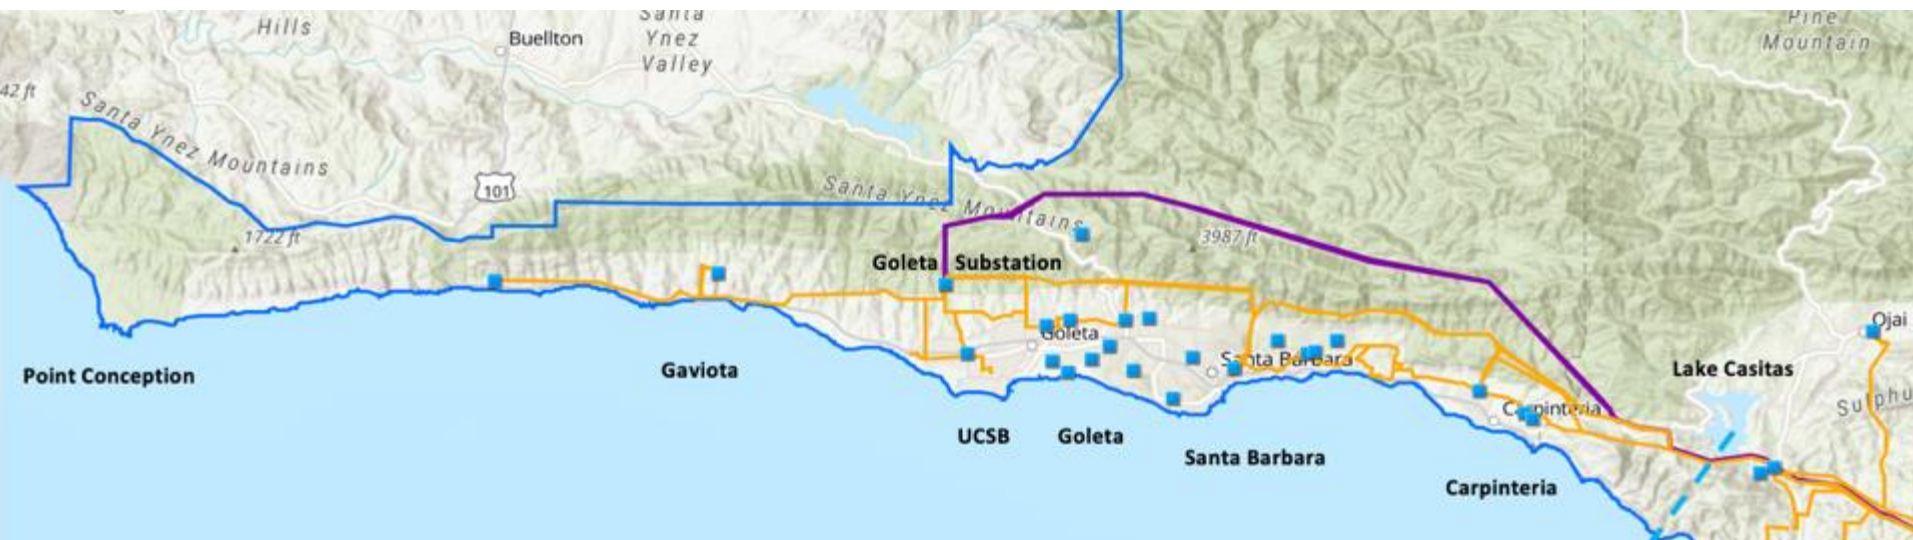 Santa
Ynez
Valley
Hills
Buellton
Pine
Mountain
42 ft
Santa Ynez Mountains
101
Santa Ynez Mountains
1722 ft
3987 ft
Goleta Substation
Goleta
Santa Barbara
Ojai
Lake Casitas
Point Conception
Gaviota
Carpinteria
Sulphu
UCSB
Goleta
Santa Barbara
Carpinteria